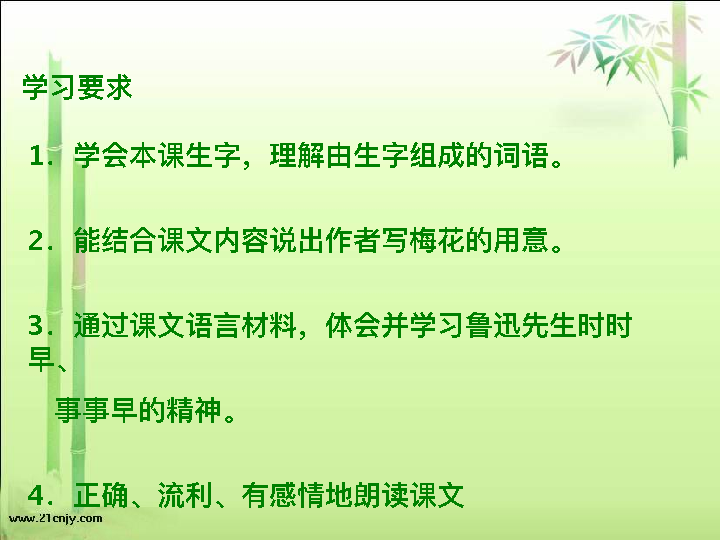 学习要求
1．学会本课生字，理解由生字组成的词语。
2．能结合课文内容说出作者写梅花的用意。
3．通过课文语言材料，体会并学习鲁迅先生时时
早、
事事早的精神。
4．正确、流利、有感情地朗读课文
www.21cnjy.com